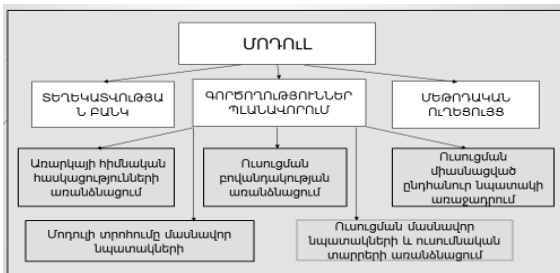 ՄՈԴՈւԼ
ՏԵՂԵԿԱՏՎՈՒԹՅԱ
Ն ԲԱՆԿ
ԳՈՐԾՈՂՈՒԹՅՈՒՆՆԵՐ
ՊԼԱՆԱՎՈՐՈՒՄ
ՄԵԹՈԴԱԿԱՆ
ՈՒՂԵՑՈՒՅՑ
Առարկայի հիմնական
հասկացությունների
առանձնացում
Ուսուցման
բովանդակության
առանձնացում
Ուսուցման
միասնացված
ընդհանուր նպատակի
առաջադրում
Մոդուլի տրոհումը մասնավոր
նպատակների
Ուսուցման մասնավոր
նպատակների և ուսումնական
տարրերի առանձնացում